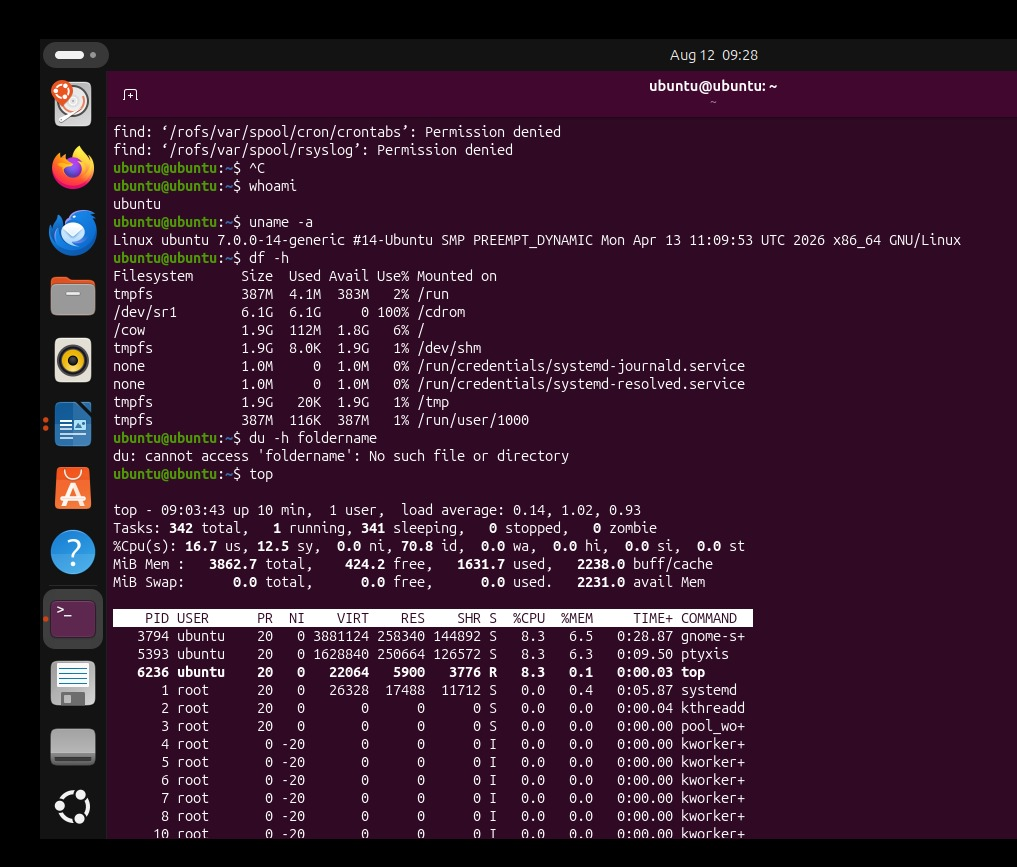 Aug 12 09:28
ubuntu@ubuntu: ~
~
find: ‘/rofs/var/spool/cron/crontabs’: Permission denied
find: ‘/rofs/var/spool/rsyslog’: Permission denied
ubuntu@ubuntu:~$ ^C
ubuntu@ubuntu:~$ whoami
ubuntu
ubuntu@ubuntu:~$ uname -a
Linux ubuntu 7.0.0-14-generic #14-Ubuntu SMP PREEMPT_DYNAMIC Mon Apr 13 11:09:53 UTC 2026 x86_64 GNU/Linux
ubuntu@ubuntu:~$ df -h
Filesystem      Size  Used Avail Use% Mounted on
tmpfs           387M  4.1M  383M   2% /run
/dev/sr1        6.1G  6.1G     0 100% /cdrom
/cow            1.9G  112M  1.8G   6% /
tmpfs           1.9G  8.0K  1.9G   1% /dev/shm
none            1.0M     0  1.0M   0% /run/credentials/systemd-journald.service
none            1.0M     0  1.0M   0% /run/credentials/systemd-resolved.service
tmpfs           1.9G   20K  1.9G   1% /tmp
tmpfs           387M  116K  387M   1% /run/user/1000
ubuntu@ubuntu:~$ du -h foldername
du: cannot access 'foldername': No such file or directory
ubuntu@ubuntu:~$ top
top - 09:03:43 up 10 min,  1 user,  load average: 0.14, 1.02, 0.93
Tasks: 342 total,   1 running, 341 sleeping,   0 stopped,   0 zombie
%Cpu(s): 16.7 us, 12.5 sy,  0.0 ni, 70.8 id,  0.0 wa,  0.0 hi,  0.0 si,  0.0 st
MiB Mem :   3862.7 total,    424.2 free,   1631.7 used,   2238.0 buff/cache
MiB Swap:      0.0 total,      0.0 free,      0.0 used.   2231.0 avail Mem
    PID USER      PR  NI    VIRT    RES    SHR S  %CPU  %MEM     TIME+ COMMAND
   3794 ubuntu    20   0 3881124 258340 144892 S   8.3   6.5   0:28.87 gnome-s+
   5393 ubuntu    20   0 1628840 250664 126572 S   8.3   6.3   0:09.50 ptyxis
   6236 ubuntu    20   0   22064   5900   3776 R   8.3   0.1   0:00.03 top
      1 root      20   0   26328  17488  11712 S   0.0   0.4   0:05.87 systemd
      2 root      20   0       0      0      0 S   0.0   0.0   0:00.04 kthreadd
      3 root      20   0       0      0      0 S   0.0   0.0   0:00.00 pool_wo+
      4 root       0 -20       0      0      0 I   0.0   0.0   0:00.00 kworker+
      5 root       0 -20       0      0      0 I   0.0   0.0   0:00.00 kworker+
      6 root       0 -20       0      0      0 I   0.0   0.0   0:00.00 kworker+
      7 root       0 -20       0      0      0 I   0.0   0.0   0:00.00 kworker+
      8 root       0 -20       0      0      0 I   0.0   0.0   0:00.00 kworker+
     10 root       0 -20       0      0      0 I   0.0   0.0   0:00.00 kworker+